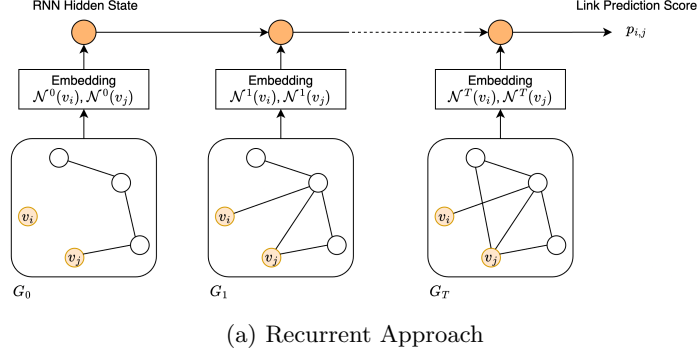 RNN Hidden State
Link Prediction Score
p_{i,j}
Embedding
𝒩^0(v_i), 𝒩^0(v_j)
Embedding
𝒩^1(v_i), 𝒩^1(v_j)
Embedding
𝒩^T(v_i), 𝒩^T(v_j)
v_i
v_j
v_i
v_j
v_i
v_j
G_0
G_1
G_T
(a) Recurrent Approach